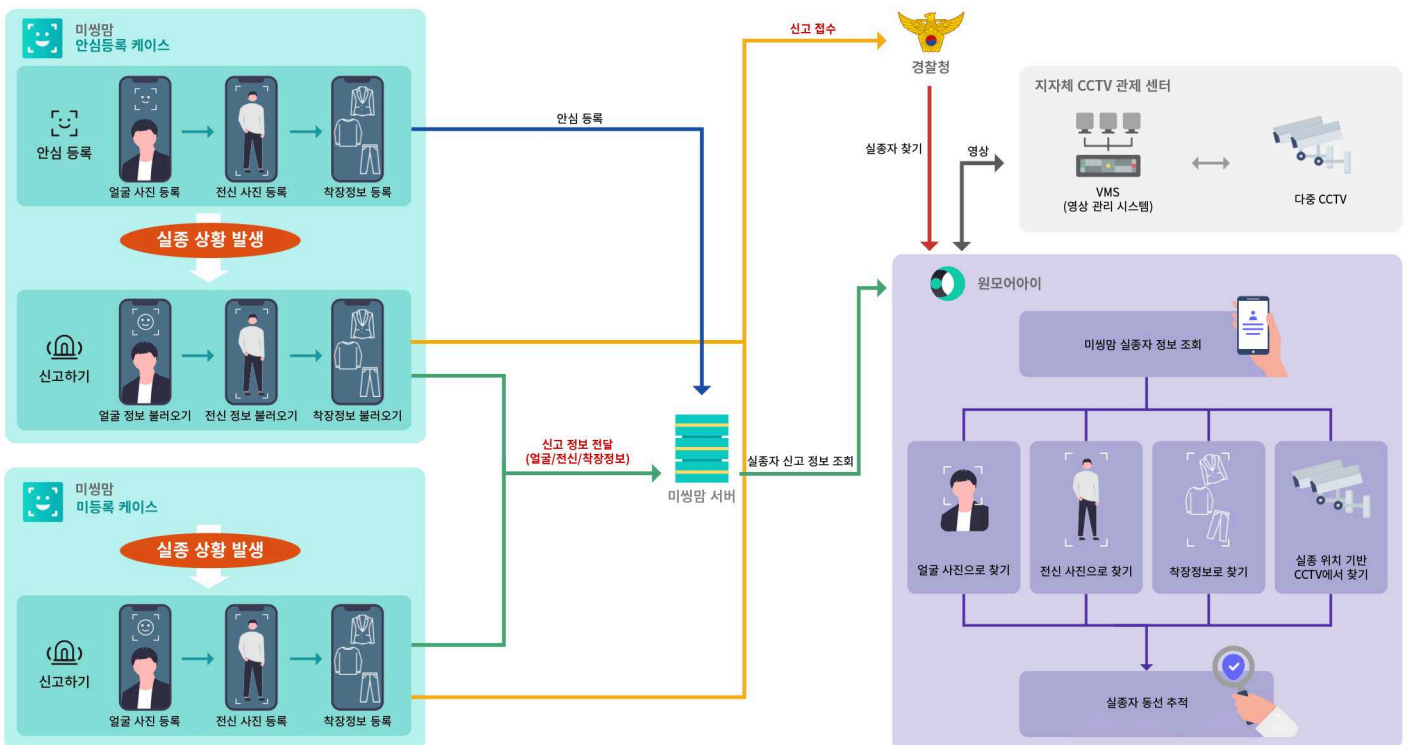 미씽맘
안심등록 케이스
안심 등록
얼굴 사진 등록
전신 사진 등록
착장정보 등록
실종 상황 발생
신고하기
얼굴 정보 불러오기
전신 정보 불러오기
착장정보 불러오기
미씽맘
미등록 케이스
실종 상황 발생
신고하기
얼굴 사진 등록
전신 사진 등록
착장정보 등록
안심 등록
신고 정보 전달
(얼굴/전신/착장정보)
미씽맘 서버
신고 접수
경찰청
실종자 찾기
영상
실종자 신고 정보 조회
지자체 CCTV 관제 센터
VMS
(영상 관리 시스템)
다중 CCTV
원모어아이
미씽맘 실종자 정보 조회
얼굴 사진으로 찾기
전신 사진으로 찾기
착장정보로 찾기
실종 위치 기반
CCTV에서 찾기
실종자 동선 추적